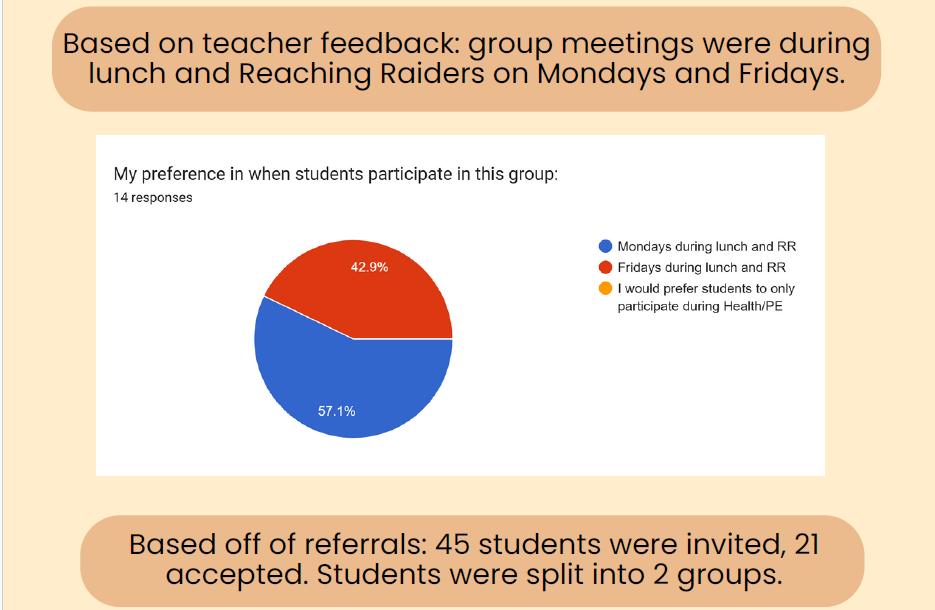 Based on teacher feedback: group meetings were during
lunch and Reaching Raiders on Mondays and Fridays.
My preference in when students participate in this group:
14 responses
42.9%
57.1%
Mondays during lunch and RR
Fridays during lunch and RR
I would prefer students to only
participate during Health/PE
Based off of referrals: 45 students were invited, 21
accepted. Students were split into 2 groups.